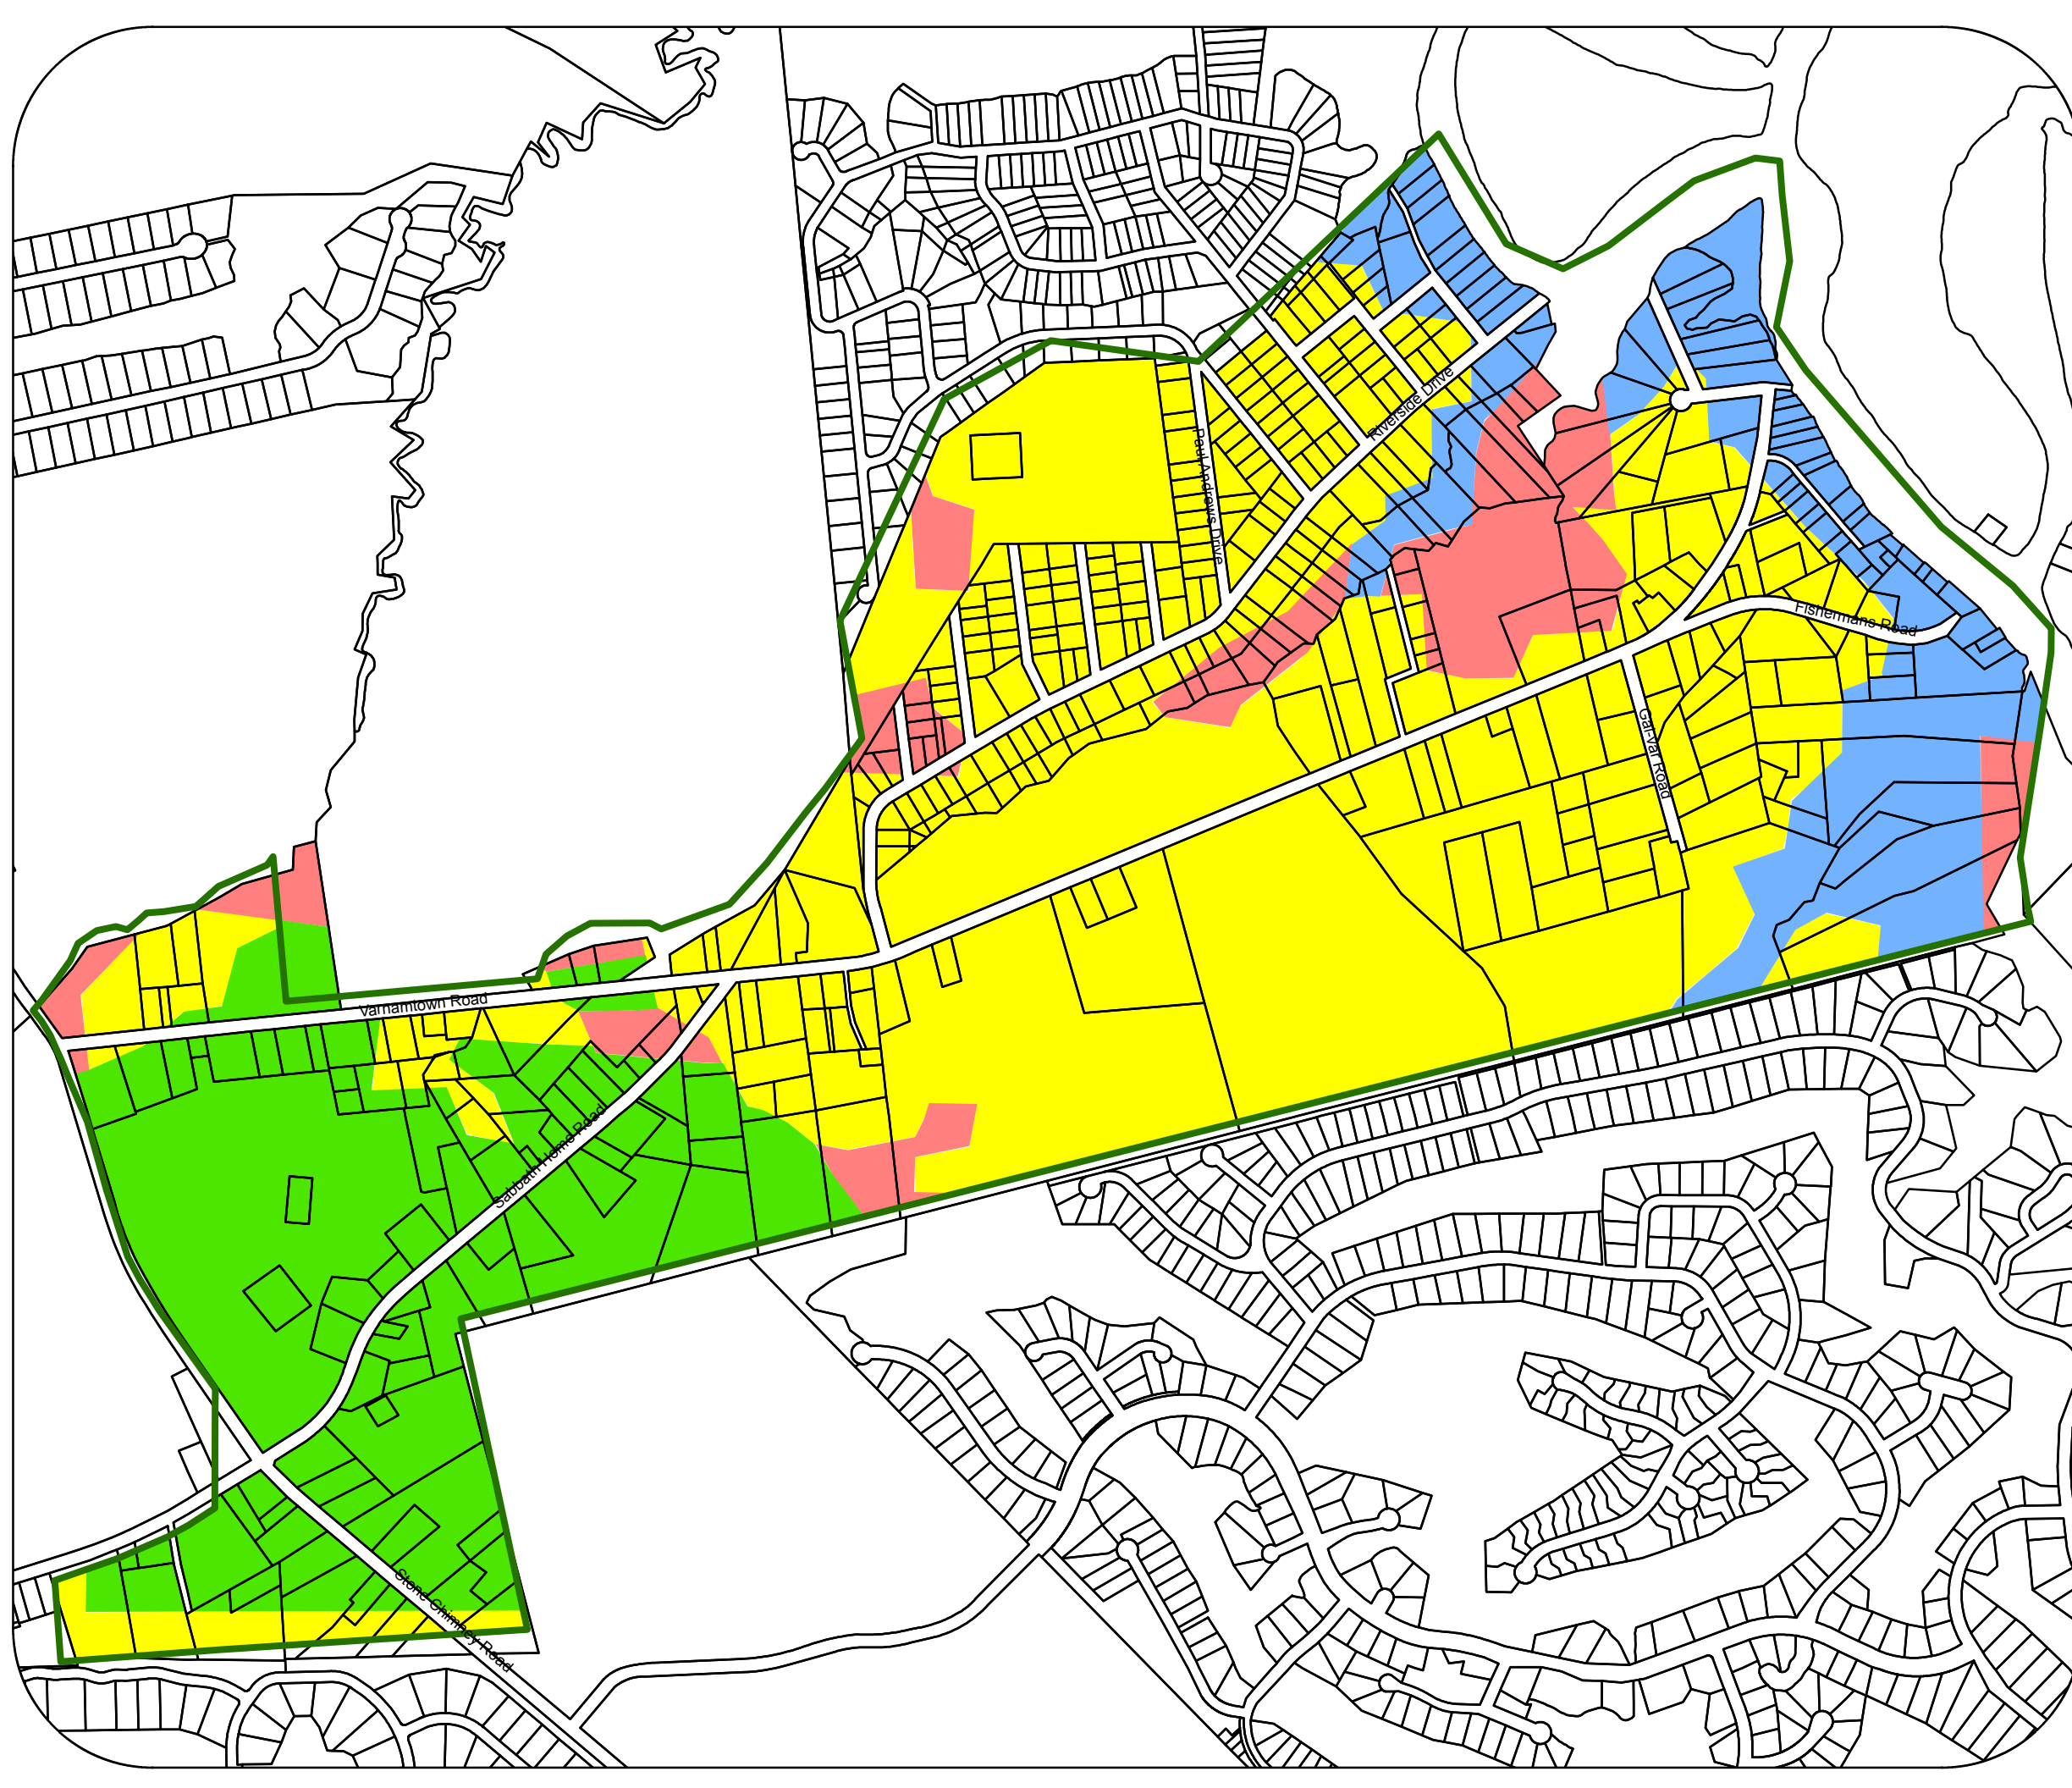 Riverside Drive
Paul Andrews Drive
Fishermans Road
Gal-var Road
Varnamtown Road
Sabbath Home Road
Stone Chimney Road